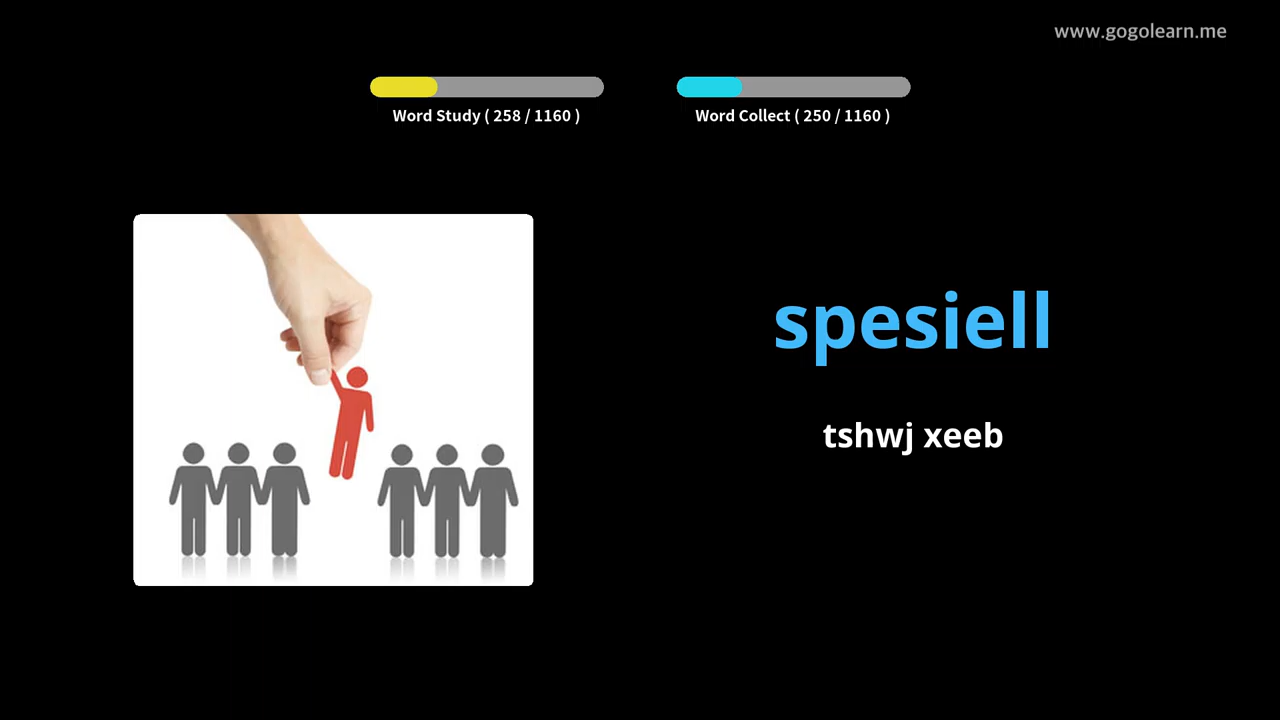 www.gogolearn.me
Word Study ( 258 / 1160 )
Word Collect ( 250 / 1160 )
spesiell
tshwj xeeb